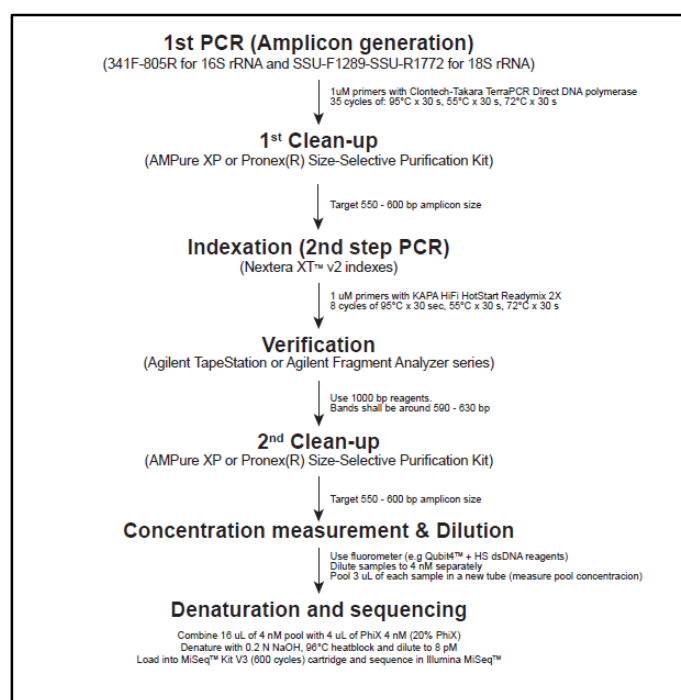 1st PCR (Amplicon generation)
(341F-805R for 16S rRNA and SSU-F1289-SSU-R1772 for 18S rRNA)
1uM primers with Clontech-Takara TerraPCR Direct DNA polymerase
35 cycles of: 95°C x 30 s, 55°C x 30 s, 72°C x 30 s
1st Clean-up
(AMPure XP or Pronex(R) Size-Selective Purification Kit)
Target 550 - 600 bp amplicon size
Indexation (2nd step PCR)
(Nextera XT™ v2 indexes)
1 uM primers with KAPA HiFi HotStart Readymix 2X
8 cycles of 95°C x 30 sec, 55°C x 30 s, 72°C x 30 s
Verification
(Agilent TapeStation or Agilent Fragment Analyzer series)
Use 1000 bp reagents.
Bands shall be around 590 - 630 bp
2nd Clean-up
(AMPure XP or Pronex(R) Size-Selective Purification Kit)
Target 550 - 600 bp amplicon size
Concentration measurement & Dilution
Use fluorometer (e.g Qubit4™ + HS dsDNA reagents)
Dilute samples to 4 nM separately
Pool 3 uL of each sample in a new tube (measure pool concentracion)
Denaturation and sequencing
Combine 16 uL of 4 nM pool with 4 uL of PhiX 4 nM (20% PhiX)
Denature with 0.2 N NaOH, 96°C heatblock and dilute to 8 pM
Load into MiSeq™ Kit V3 (600 cycles) cartridge and sequence in Illumina MiSeq™